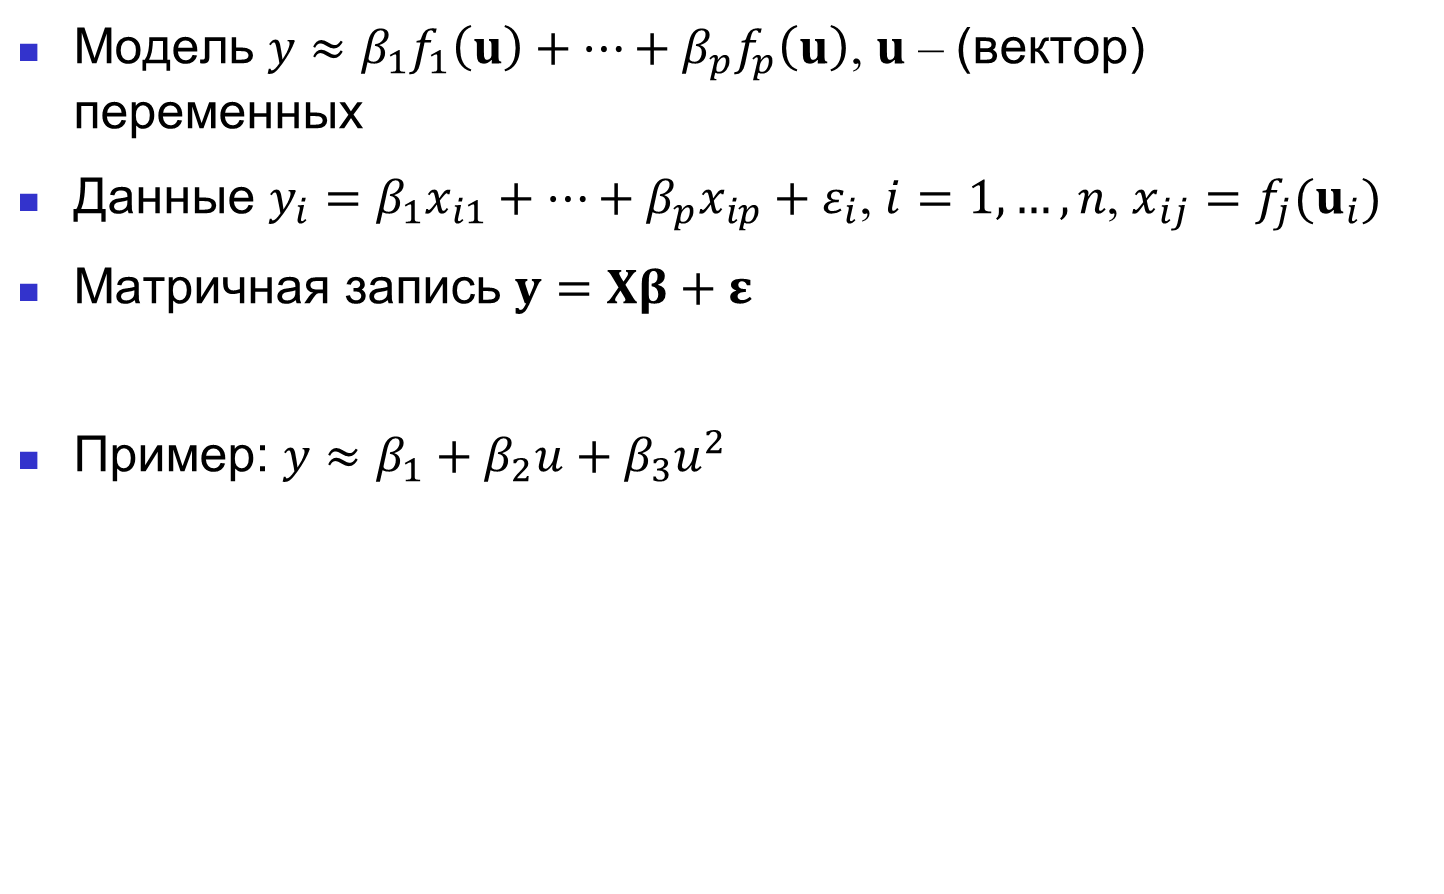 Модель 𝑦 ≈ 𝛽₁𝑓₁(𝐮) + ⋯ + 𝛽ₚ𝑓ₚ(𝐮), 𝐮 – (вектор)
переменных
Данные 𝑦ᵢ = 𝛽₁𝑥ᵢ₁ + ⋯ + 𝛽ₚ𝑥ᵢₚ + 𝜀ᵢ, 𝑖 = 1, … , 𝑛, 𝑥ᵢⱼ = 𝑓ⱼ(𝐮ᵢ)
Матричная запись 𝐲 = 𝐗𝛃 + 𝛆
Пример: 𝑦 ≈ 𝛽₁ + 𝛽₂𝑢 + 𝛽₃𝑢²